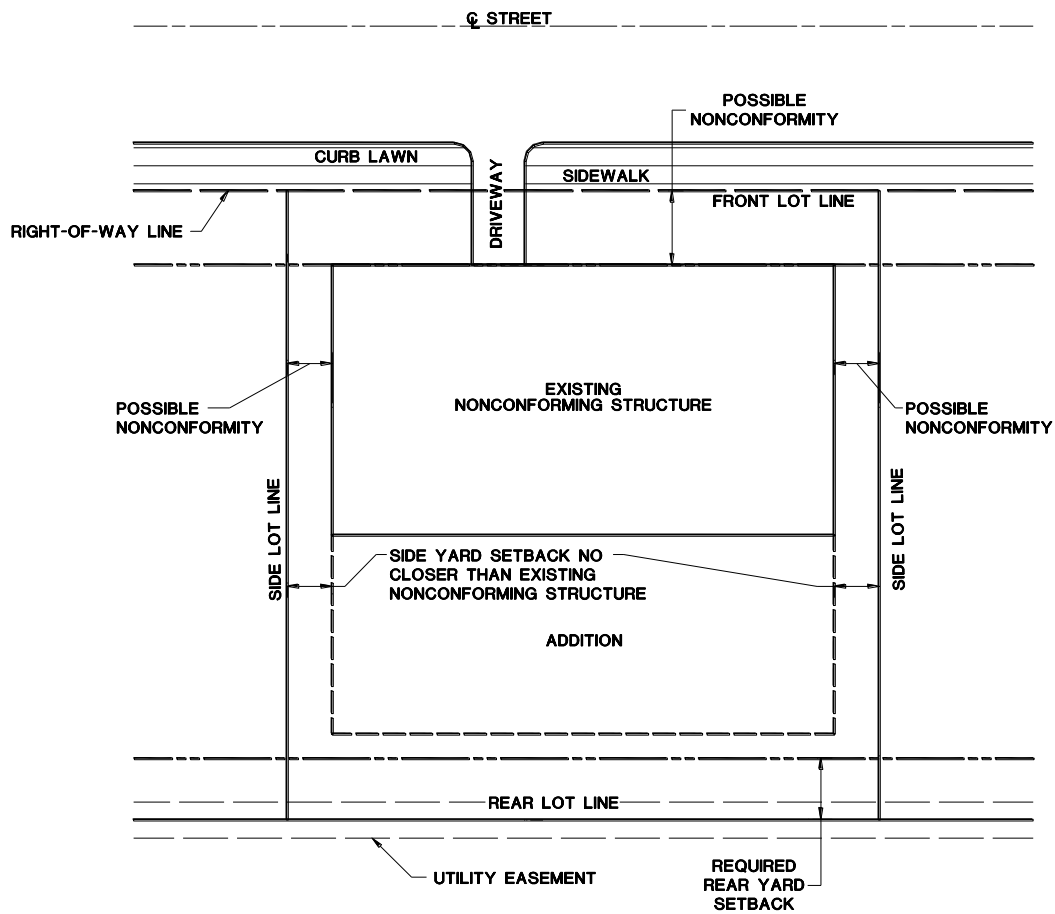 ℄ STREET
POSSIBLE
NONCONFORMITY
CURB LAWN
DRIVEWAY
SIDEWALK
FRONT LOT LINE
RIGHT-OF-WAY LINE
EXISTING
NONCONFORMING STRUCTURE
POSSIBLE
NONCONFORMITY
POSSIBLE
NONCONFORMITY
SIDE LOT LINE
SIDE LOT LINE
SIDE YARD SETBACK NO
CLOSER THAN EXISTING
NONCONFORMING STRUCTURE
ADDITION
REAR LOT LINE
UTILITY EASEMENT
REQUIRED
REAR YARD
SETBACK